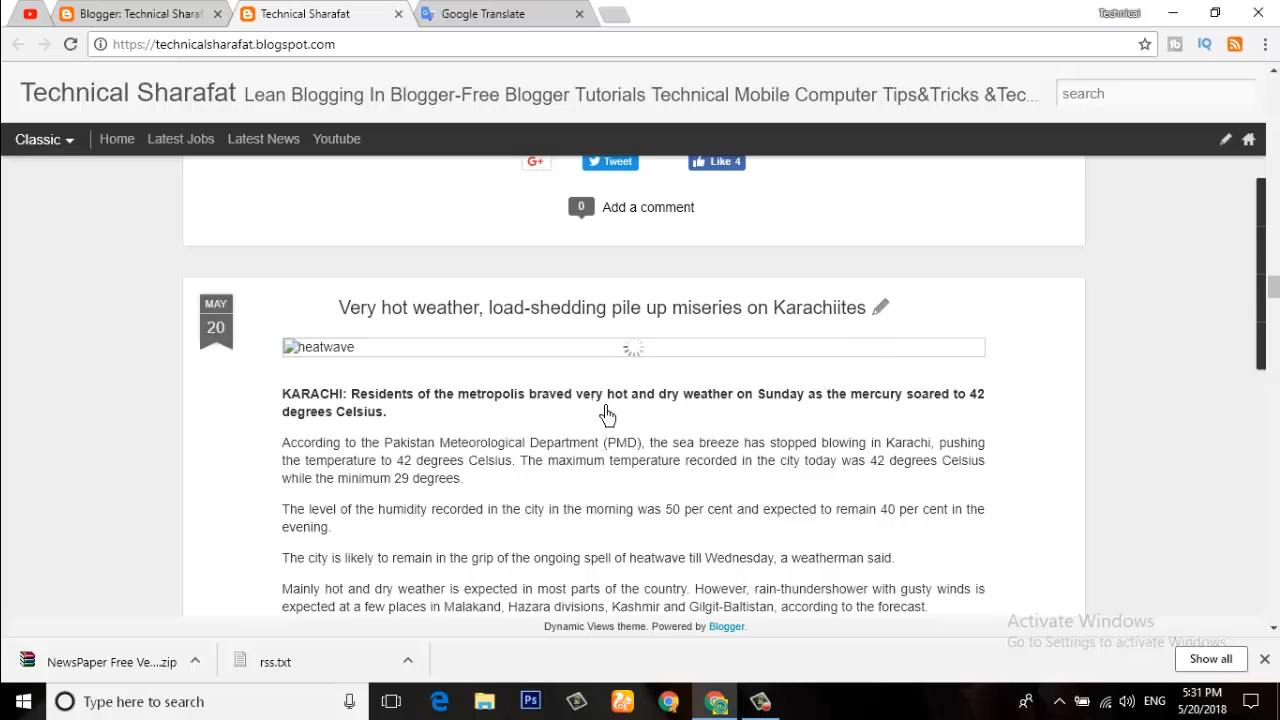 Blogger: Technical Sharaf
Technical Sharafat
Google Translate
Technical
https://technicalsharafat.blogspot.com
Technical Sharafat Lean Blogging In Blogger-Free Blogger Tutorials Technical Mobile Computer Tips&Tricks &Tec...
search
Classic
Home
Latest Jobs
Latest News
Youtube
G+
Tweet
Like 4
0
Add a comment
MAY
20
Very hot weather, load-shedding pile up miseries on Karachiites
heatwave
KARACHI: Residents of the metropolis braved very hot and dry weather on Sunday as the mercury soared to 42
degrees Celsius.
According to the Pakistan Meteorological Department (PMD), the sea breeze has stopped blowing in Karachi, pushing
the temperature to 42 degrees Celsius. The maximum temperature recorded in the city today was 42 degrees Celsius
while the minimum 29 degrees.
The level of the humidity recorded in the city in the morning was 50 per cent and expected to remain 40 per cent in the
evening.
The city is likely to remain in the grip of the ongoing spell of heatwave till Wednesday, a weatherman said.
Mainly hot and dry weather is expected in most parts of the country. However, rain-thundershower with gusty winds is
expected at a few places in Malakand, Hazara divisions, Kashmir and Gilgit-Baltistan, according to the forecast.
Dynamic Views theme. Powered by Blogger.
Activate Windows
Go to Settings to activate Windows.
NewsPaper Free Ve....zip
rss.txt
Show all
Type here to search
Ps
ENG
5:31 PM
5/20/2018